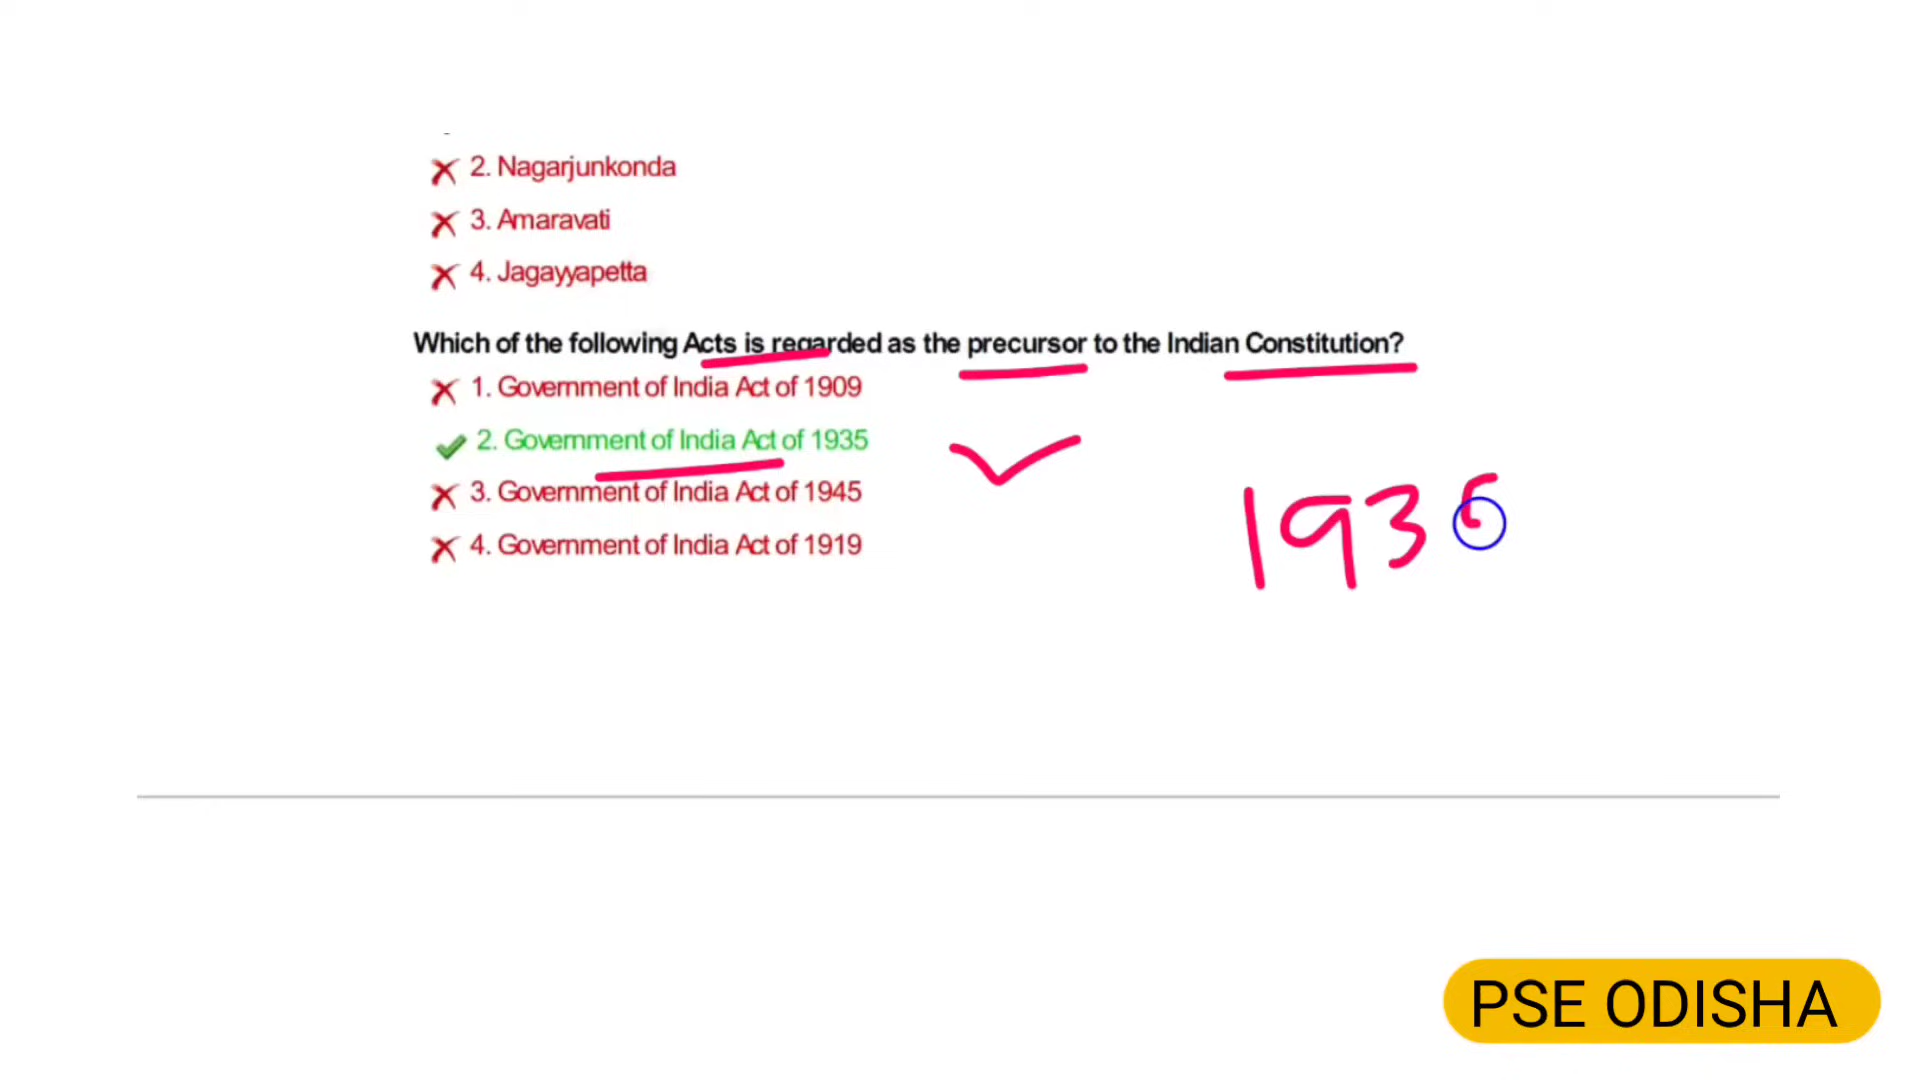 2. Nagarjunkonda
3. Amaravati
4. Jagayyapetta
Which of the following Acts is regarded as the precursor to the Indian Constitution?
1. Government of India Act of 1909
2. Government of India Act of 1935
3. Government of India Act of 1945
4. Government of India Act of 1919
193
PSE ODISHA